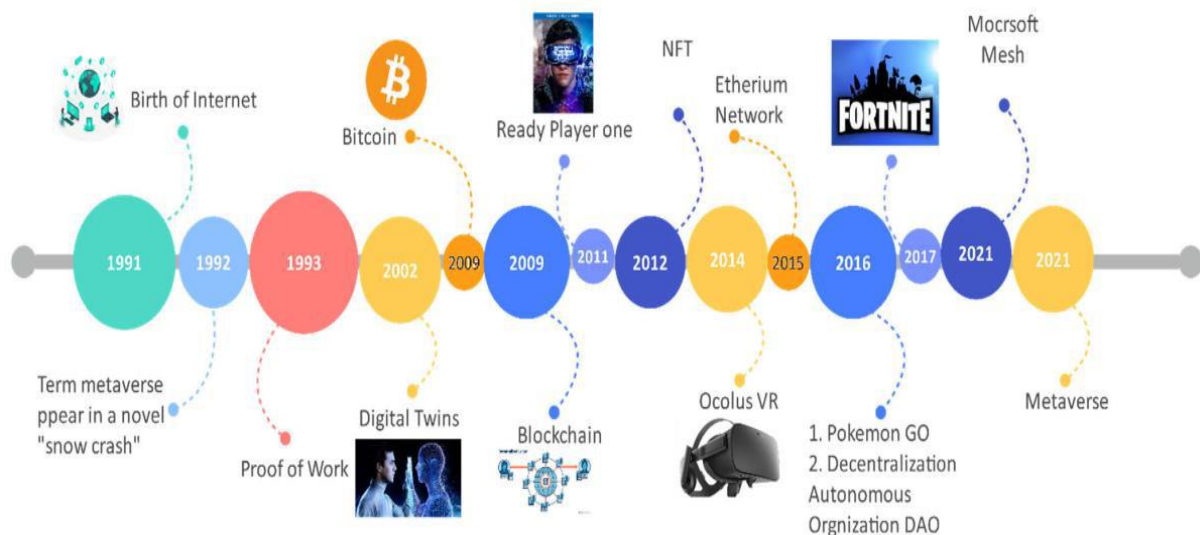 Birth of Internet
Bitcoin
Ready Player one
NFT
Etherium
Network
FORTNITE
Mocrsoft
Mesh
1991
1992
1993
2002
2009
2009
2011
2012
2014
2015
2016
2017
2021
2021
Term metaverse
ppear in a novel
"snow crash"
Proof of Work
Digital Twins
Blockchain
Ocolus VR
1. Pokemon GO
2. Decentralization
Autonomous
Orgnization DAO
Metaverse